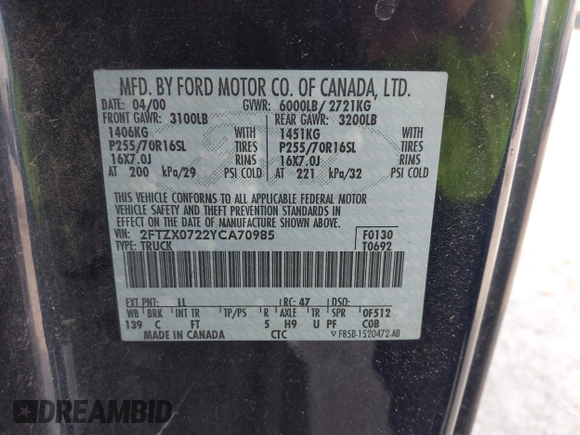 MFD. BY FORD MOTOR CO. OF CANADA, LTD.
DATE: 04/00 GVWR: 6000LB/ 2721KG
FRONT GAWR: 3100LB REAR GAWR: 3200LB
1406KG WITH 1451KG WITH
P255/70R16SL TIRES P255/70R16SL TIRES
16X7.0J RIMS 16X7.0J RIMS
AT 200 kPa/29 PSI COLD AT 221 kPa/32 PSI COLD
THIS VEHICLE CONFORMS TO ALL APPLICABLE FEDERAL MOTOR
VEHICLE SAFETY AND THEFT PREVENTION STANDARDS IN
EFFECT ON THE DATE OF MANUFACTURE SHOWN ABOVE.
VIN: 2FTZX0722YCA70985 F0130
TYPE: TRUCK T0692
EXT PNT: LL RC: 47 DSO:
WB BRK INT TR TP/PS R AXLE TR SPR 0F512
139 C FT 5 H9 U PF COB
MADE IN CANADA CTC F85B-1520472-AB
DREAMBID